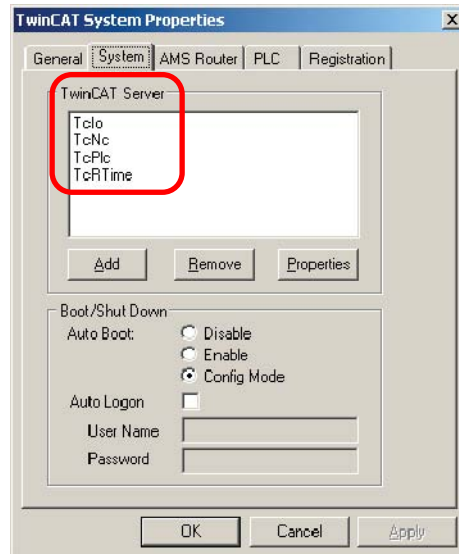 TwinCAT System Properties
X
General System AMS Router PLC Registration
TwinCAT Server
TcIo
TcNc
TcPlc
TcRTime
Add Remove Properties
Boot/Shut Down
Auto Boot: Disable
Enable
Config Mode
Auto Logon
User Name
Password
OK Cancel Apply